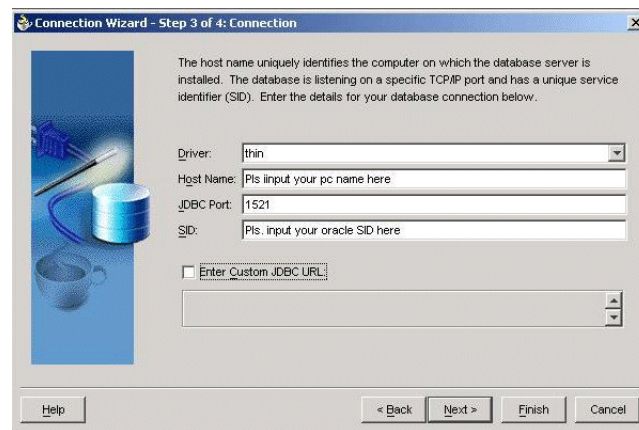 Connection Wizard - Step 3 of 4: Connection
The host name uniquely identifies the computer on which the database server is
installed. The database is listening on a specific TCP/IP port and has a unique service
identifier (SID). Enter the details for your database connection below.
Driver: thin
Host Name: Pls iinput your pc name here
JDBC Port: 1521
SID: Pls. input your oracle SID here
Enter Custom JDBC URL:
Help < Back Next > Finish Cancel